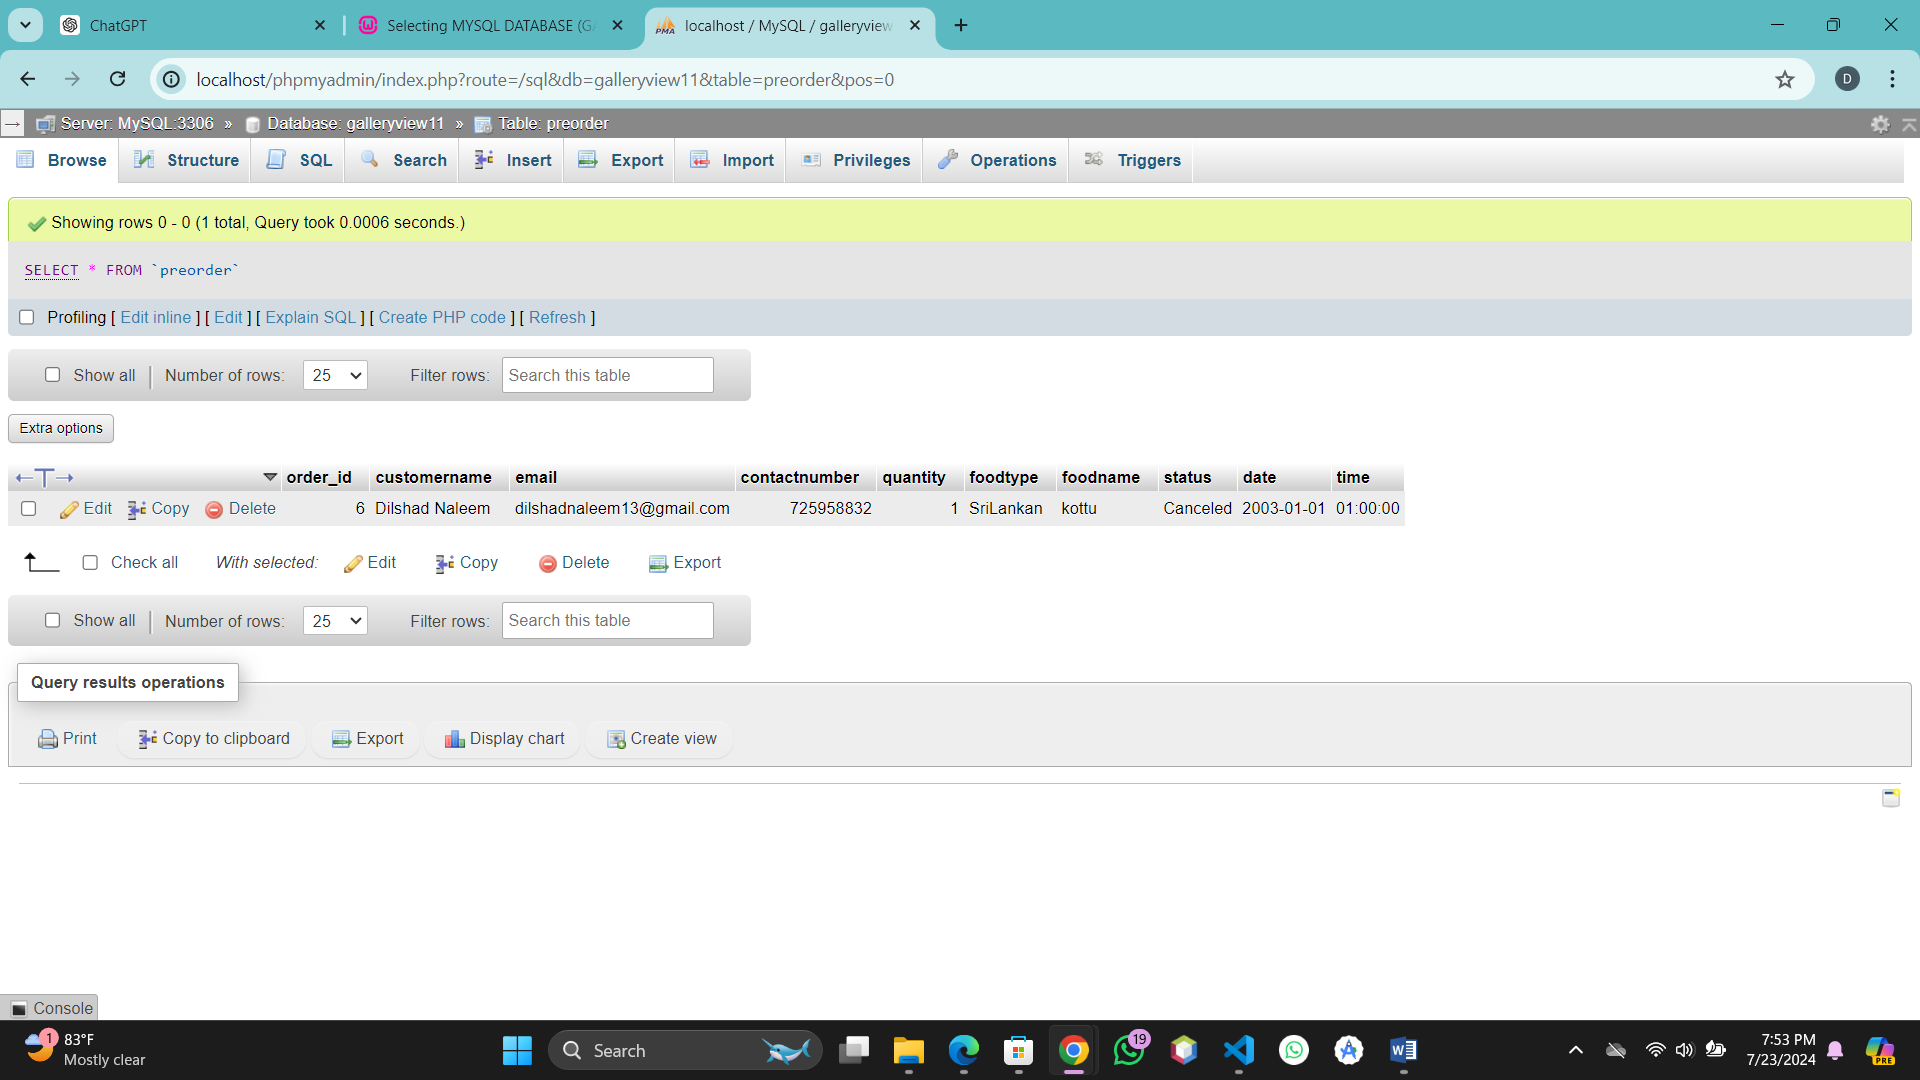 ChatGPT
Selecting MYSQL DATABASE (GA
localhost / MySQL / galleryview
localhost/phpmyadmin/index.php?route=/sql&db=galleryview11&table=preorder&pos=0
D
Server: MySQL:3306 » Database: galleryview11 » Table: preorder
Browse Structure SQL Search Insert Export Import Privileges Operations Triggers
Showing rows 0 - 0 (1 total, Query took 0.0006 seconds.)
SELECT * FROM `preorder`
Profiling [ Edit inline ] [ Edit ] [ Explain SQL ] [ Create PHP code ] [ Refresh ]
Show all Number of rows: 25 Filter rows: Search this table
Extra options
order_id customername email contactnumber quantity foodtype foodname status date time
Edit Copy Delete 6 Dilshad Naleem dilshadnaleem13@gmail.com 725958832 1 SriLankan kottu Canceled 2003-01-01 01:00:00
Check all With selected: Edit Copy Delete Export
Show all Number of rows: 25 Filter rows: Search this table
Query results operations
Print Copy to clipboard Export Display chart Create view
Console
1 83°F
Mostly clear
Search
19
7:53 PM
7/23/2024
PRE